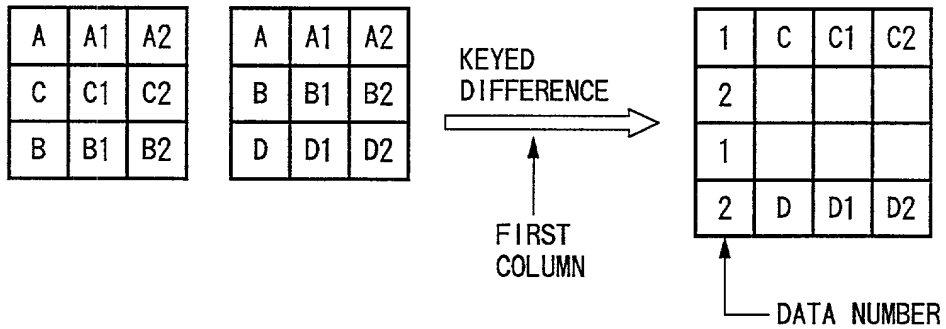 A A1 A2
C C1 C2
B B1 B2
A A1 A2
B B1 B2
D D1 D2
KEYED
DIFFERENCE
FIRST
COLUMN
1 C C1 C2
2
1
2 D D1 D2
DATA NUMBER